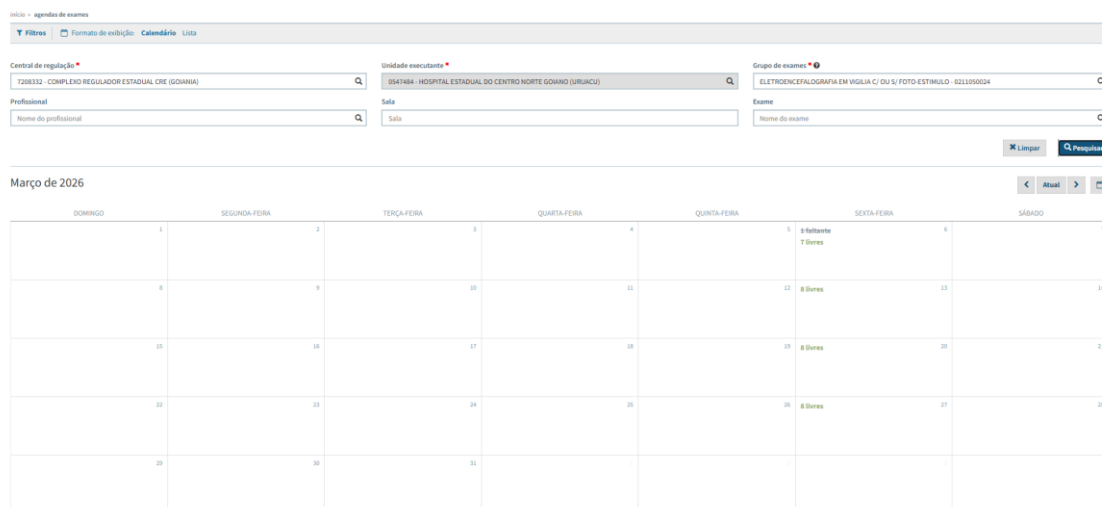 início » agendas de exames
Filtros Formato de exibição: Calendário Lista
Central de regulação * Unidade executante * Grupo de exames *
7208332 - COMPLEXO REGULADOR ESTADUAL CRE (GOIANIA) 0547484 - HOSPITAL ESTADUAL DO CENTRO NORTE GOIANO (URUACU) ELETROENCEFALOGRAFIA EM VIGILIA C/ OU S/ FOTO-ESTIMULO - 0211050024
Profissional Sala Exame
Nome do profissional Sala Nome do exame
Limpar Pesquisar
Março de 2026 Atual
DOMINGO SEGUNDA-FEIRA TERÇA-FEIRA QUARTA-FEIRA QUINTA-FEIRA SEXTA-FEIRA SÁBADO
1 2 3 4 5 1 faltante 6
7 livres
8 9 10 11 12 8 livres 13
15 16 17 18 19 8 livres 20
22 23 24 25 26 8 livres 27
29 30 31